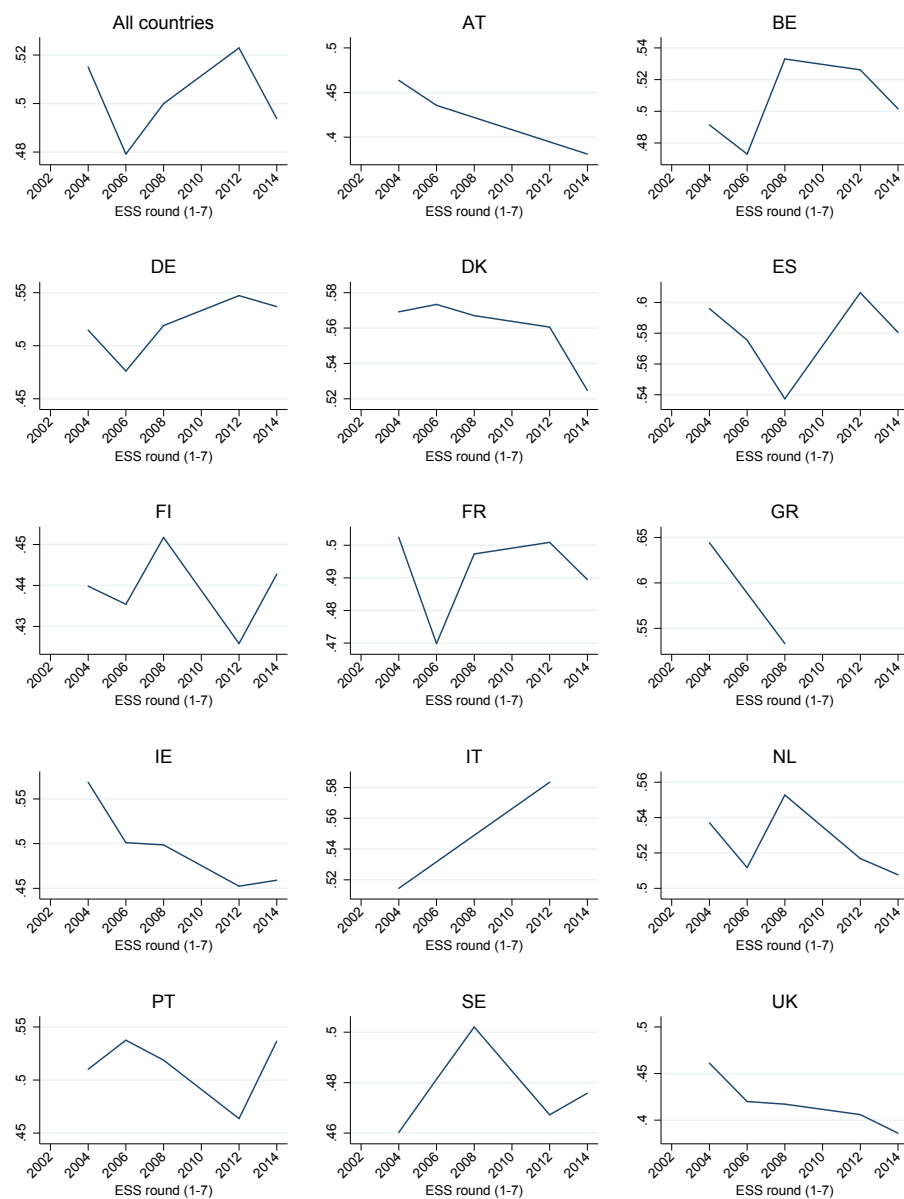 All countries
.52
.5
.48
2002 2004 2006 2008 2010 2012 2014
ESS round (1-7)
AT
.5
.45
.4
2002 2004 2006 2008 2010 2012 2014
ESS round (1-7)
BE
.54
.52
.5
.48
2002 2004 2006 2008 2010 2012 2014
ESS round (1-7)
DE
.55
.5
.45
2002 2004 2006 2008 2010 2012 2014
ESS round (1-7)
DK
.58
.56
.54
.52
2002 2004 2006 2008 2010 2012 2014
ESS round (1-7)
ES
.6
.58
.56
.54
2002 2004 2006 2008 2010 2012 2014
ESS round (1-7)
FI
.45
.44
.43
2002 2004 2006 2008 2010 2012 2014
ESS round (1-7)
FR
.5
.49
.48
.47
2002 2004 2006 2008 2010 2012 2014
ESS round (1-7)
GR
.65
.6
.55
2002 2004 2006 2008 2010 2012 2014
ESS round (1-7)
IE
.55
.5
.45
2002 2004 2006 2008 2010 2012 2014
ESS round (1-7)
IT
.58
.56
.54
.52
2002 2004 2006 2008 2010 2012 2014
ESS round (1-7)
NL
.56
.54
.52
.5
2002 2004 2006 2008 2010 2012 2014
ESS round (1-7)
PT
.55
.5
.45
2002 2004 2006 2008 2010 2012 2014
ESS round (1-7)
SE
.5
.48
.46
2002 2004 2006 2008 2010 2012 2014
ESS round (1-7)
UK
.5
.45
.4
2002 2004 2006 2008 2010 2012 2014
ESS round (1-7)